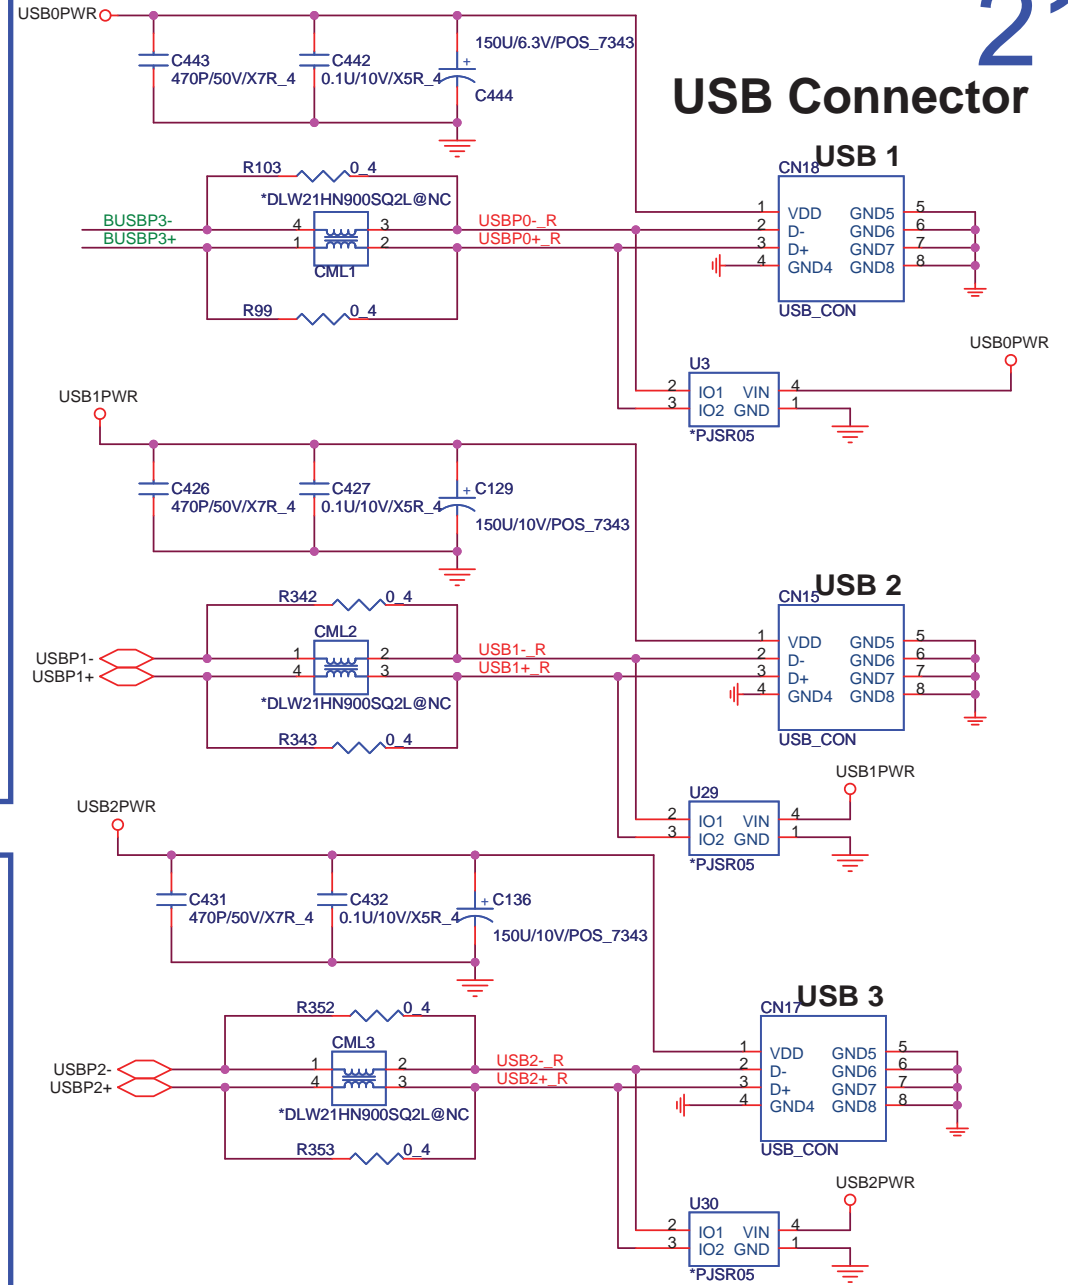 21
USB Connector
USB0PWR
C443
470P/50V/X7R_4
C442
0.1U/10V/X5R_4
150U/6.3V/POS_7343
+
C444
USB 1
CN18
R103
0_4
*DLW21HN900SQ2L@NC
BUSBP3-
4
3
USBP0-_R
BUSBP3+
1
2
USBP0+_R
CML1
R99
0_4
1 VDD GND5 5
2 D- GND6 6
3 D+ GND7 7
4 GND4 GND8 8
USB_CON
USB0PWR
U3
2 IO1 VIN 4
3 IO2 GND 1
*PJSR05
USB1PWR
C426
470P/50V/X7R_4
C427
0.1U/10V/X5R_4
+
C129
150U/10V/POS_7343
USB 2
CN15
R342
0_4
CML2
USBP1-
1
2
USB1-_R
USBP1+
4
3
USB1+_R
*DLW21HN900SQ2L@NC
R343
0_4
1 VDD GND5 5
2 D- GND6 6
3 D+ GND7 7
4 GND4 GND8 8
USB_CON
USB1PWR
U29
2 IO1 VIN 4
3 IO2 GND 1
*PJSR05
USB2PWR
C431
470P/50V/X7R_4
C432
0.1U/10V/X5R_4
+
C136
150U/10V/POS_7343
USB 3
CN17
R352
0_4
CML3
USBP2-
1
2
USB2-_R
USBP2+
4
3
USB2+_R
*DLW21HN900SQ2L@NC
R353
0_4
1 VDD GND5 5
2 D- GND6 6
3 D+ GND7 7
4 GND4 GND8 8
USB_CON
USB2PWR
U30
2 IO1 VIN 4
3 IO2 GND 1
*PJSR05